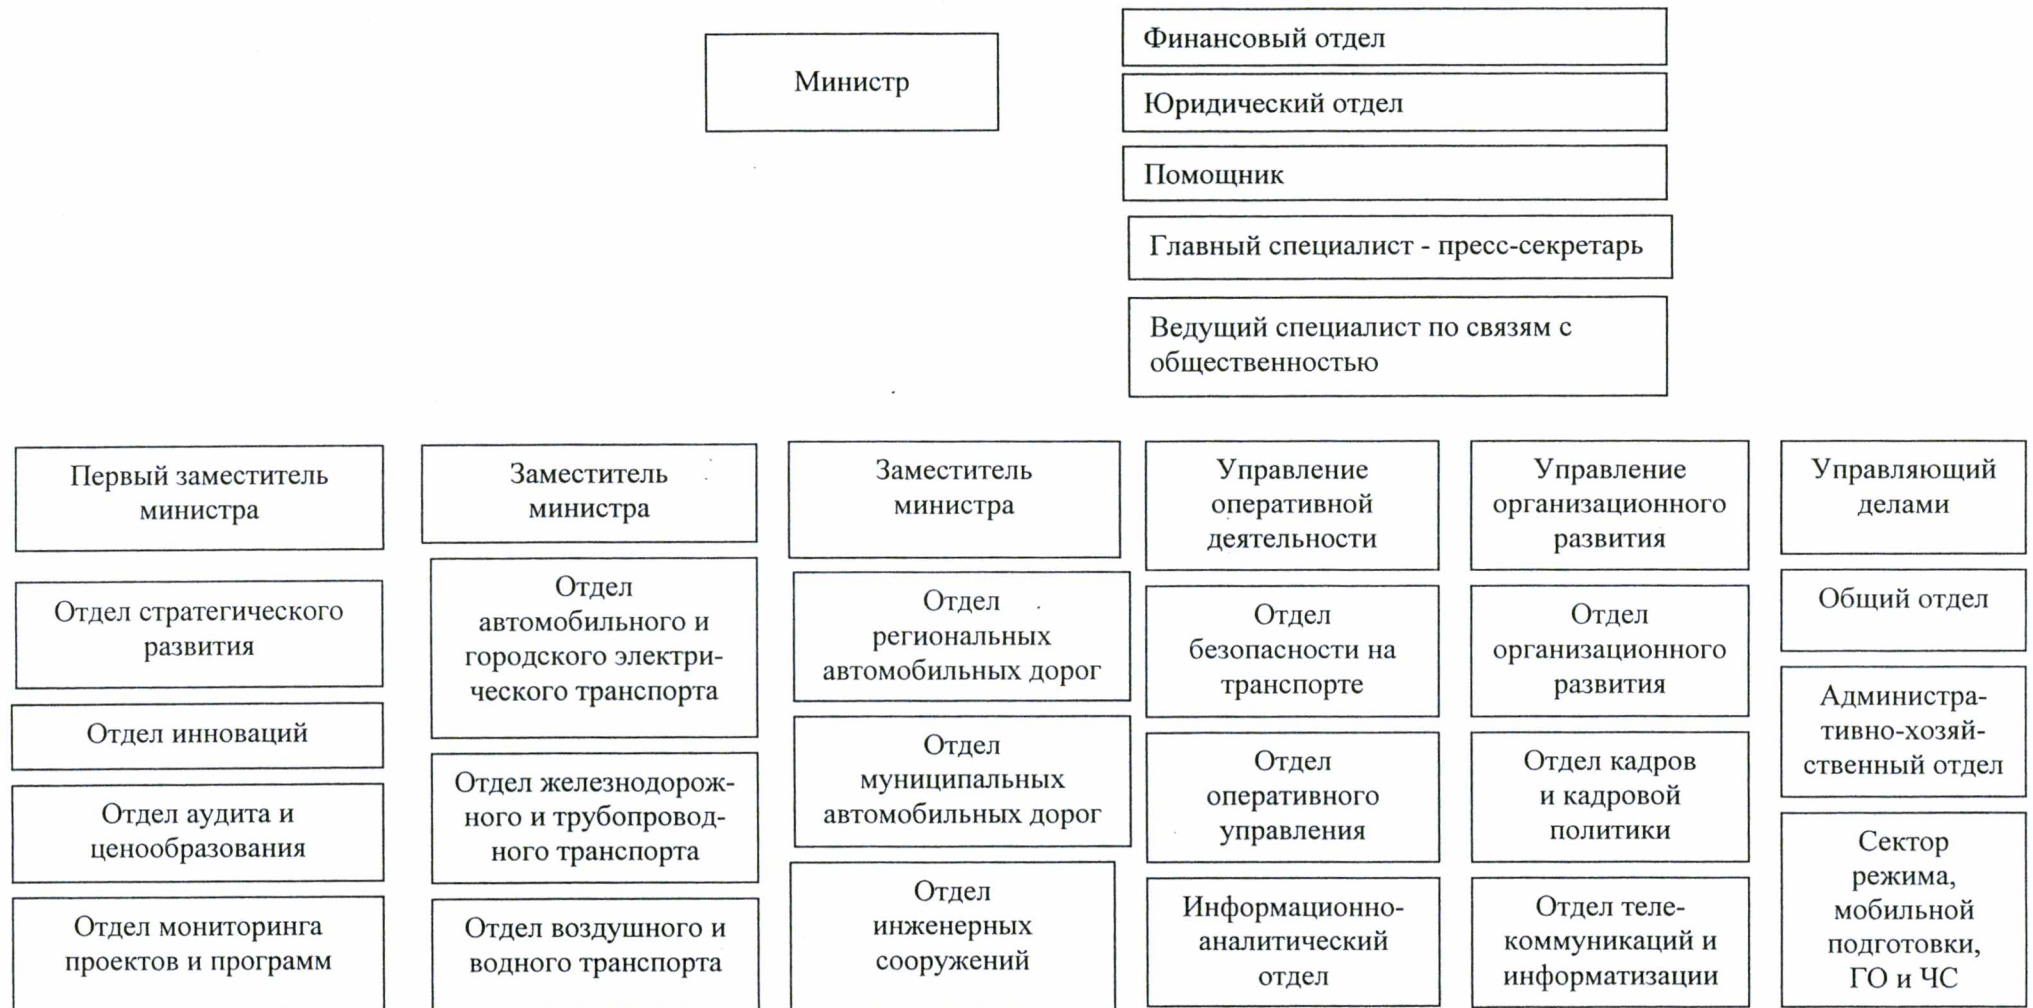 Министр
Финансовый отдел
Юридический отдел
Помощник
Главный специалист - пресс-секретарь
Ведущий специалист по связям с
общественностью
Первый заместитель
министра
Отдел стратегического
развития
Отдел инноваций
Отдел аудита и
ценообразования
Отдел мониторинга
проектов и программ
Заместитель
министра
Отдел
автомобильного и
городского электри-
ческого транспорта
Отдел железнодорож-
ного и трубопровод-
ного транспорта
Отдел воздушного и
водного транспорта
Заместитель
министра
Отдел
региональных
автомобильных дорог
Отдел
муниципальных
автомобильных дорог
Отдел
инженерных
сооружений
Управление
оперативной
деятельности
Отдел
безопасности на
транспорте
Отдел
оперативного
управления
Информационно-
аналитический
отдел
Управление
организационного
развития
Отдел
организационного
развития
Отдел кадров
и кадровой
политики
Отдел теле-
коммуникаций и
информатизации
Управляющий
делами
Общий отдел
Администра-
тивно-хозяй-
ственный отдел
Сектор
режима,
мобильной
подготовки,
ГО и ЧС